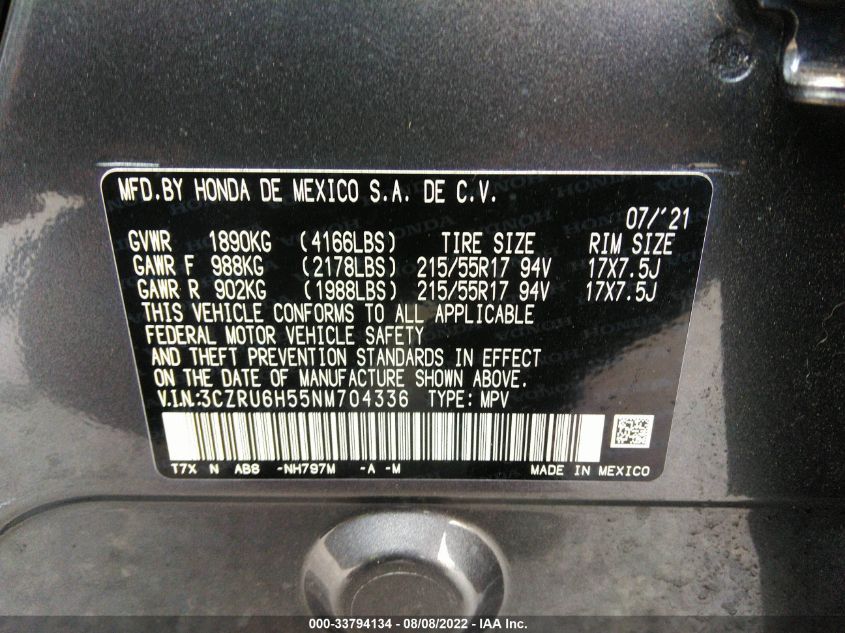 MFD.BY HONDA DE MEXICO S.A. DE C.V.
07/'21
GVWR 1890KG (4166LBS) TIRE SIZE RIM SIZE
GAWR F 988KG (2178LBS) 215/55R17 94V 17X7.5J
GAWR R 902KG (1988LBS) 215/55R17 94V 17X7.5J
THIS VEHICLE CONFORMS TO ALL APPLICABLE
FEDERAL MOTOR VEHICLE SAFETY
AND THEFT PREVENTION STANDARDS IN EFFECT
ON THE DATE OF MANUFACTURE SHOWN ABOVE.
V.I.N:3CZRU6H55NM704336 TYPE: MPV
T7X N AB8 -NH797M -A -M MADE IN MEXICO
000-33794134 - 08/08/2022 - IAA Inc.